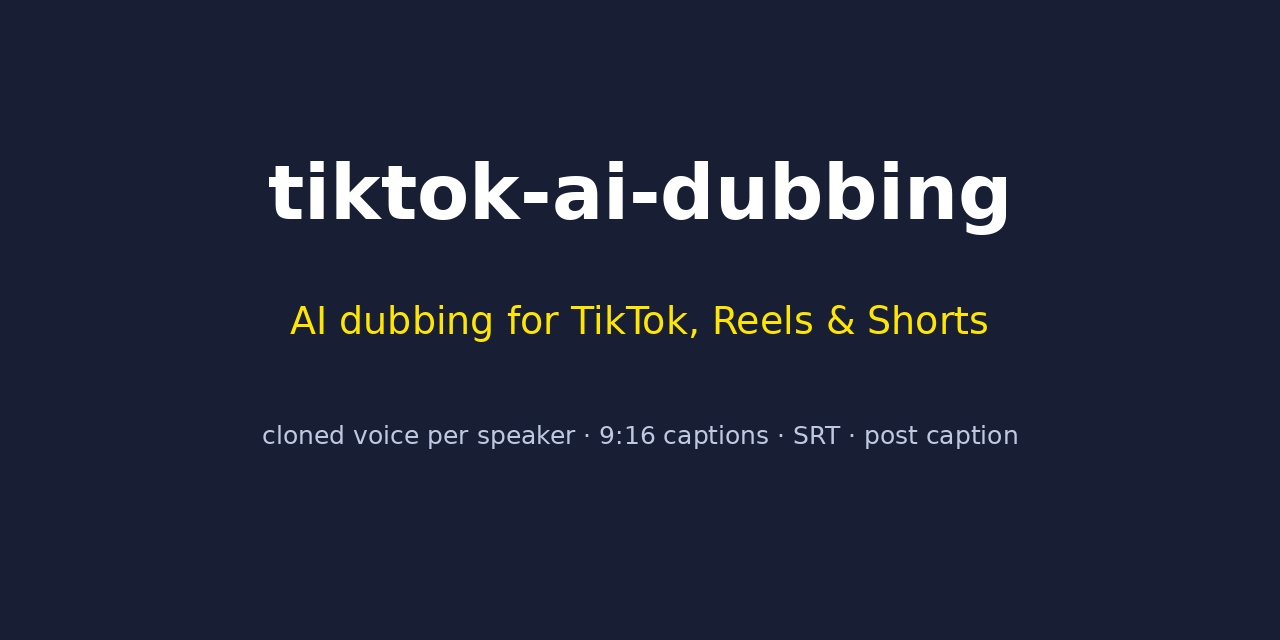 tiktok-ai-dubbing
AI dubbing for TikTok, Reels & Shorts
cloned voice per speaker · 9:16 captions · SRT · post caption